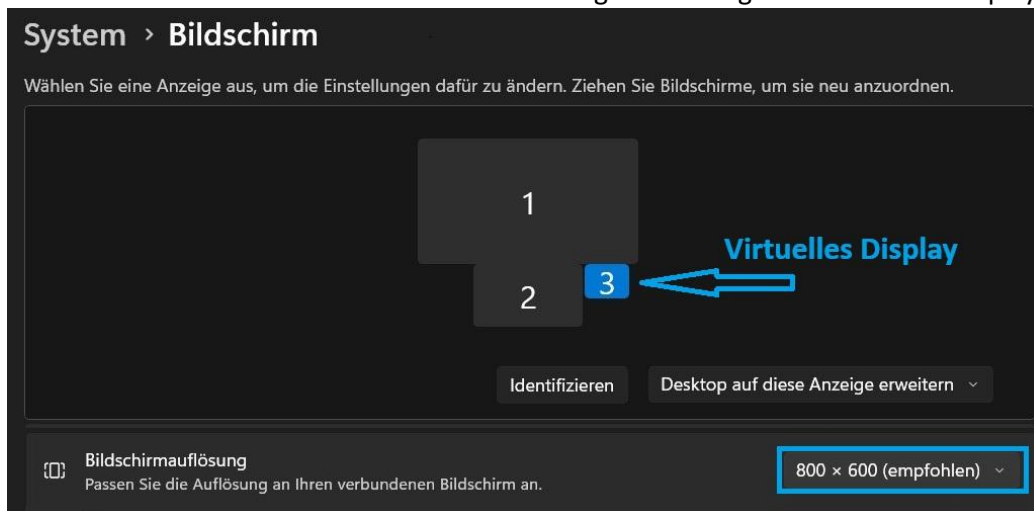 System > Bildschirm
Wählen Sie eine Anzeige aus, um die Einstellungen dafür zu ändern. Ziehen Sie Bildschirme, um sie neu anzuordnen.
1
Virtuelles Display
3
2
Identifizieren
Desktop auf diese Anzeige erweitern
Bildschirmauflösung
800 × 600 (empfohlen)
Passen Sie die Auflösung an Ihren verbundenen Bildschirm an.